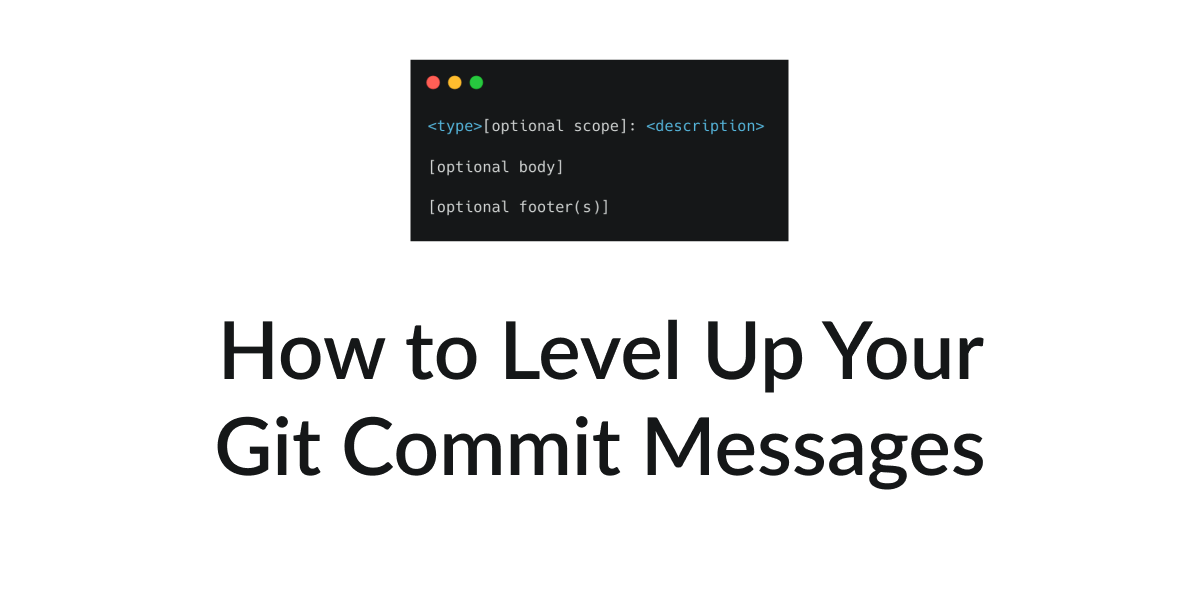 <type>[optional scope]: <description>
[optional body]
[optional footer(s)]
How to Level Up Your
Git Commit Messages